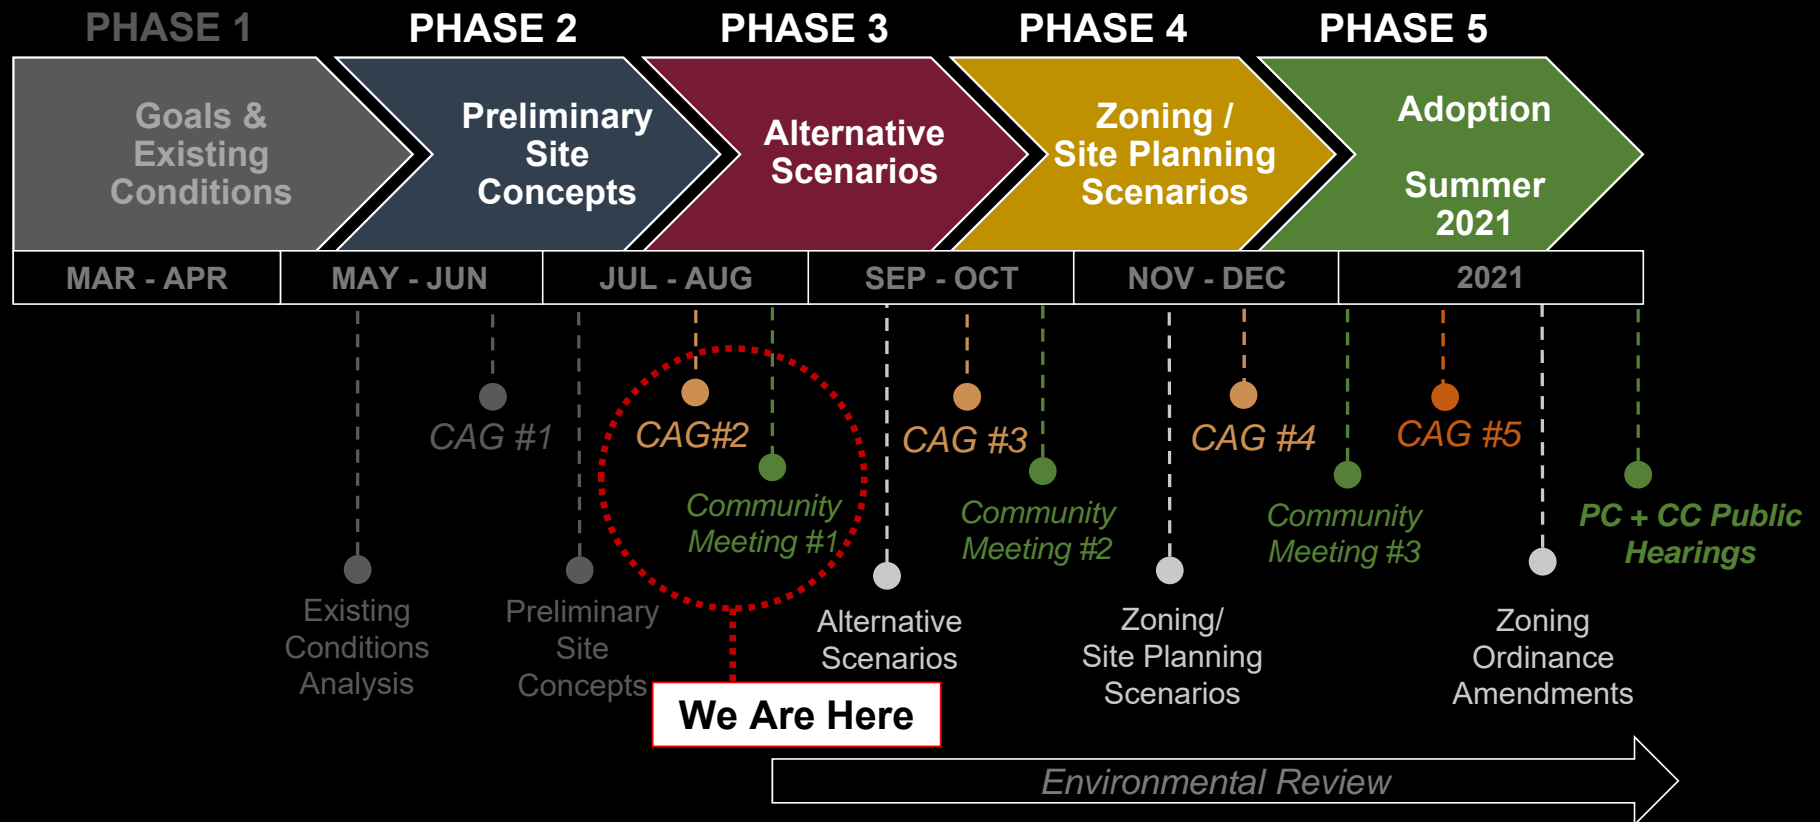 PHASE 1
PHASE 2
PHASE 3
PHASE 4
PHASE 5
Goals &
Existing
Conditions
Preliminary
Site
Concepts
Alternative
Scenarios
Zoning /
Site Planning
Scenarios
Adoption
Summer
2021
MAR - APR
MAY - JUN
JUL - AUG
SEP - OCT
NOV - DEC
2021
CAG #1
CAG#2
CAG #3
CAG #4
CAG #5
Community
Meeting #1
Community
Meeting #2
Community
Meeting #3
PC + CC Public
Hearings
Existing
Conditions
Analysis
Preliminary
Site
Concepts
Alternative
Scenarios
Zoning/
Site Planning
Scenarios
Zoning
Ordinance
Amendments
We Are Here
Environmental Review